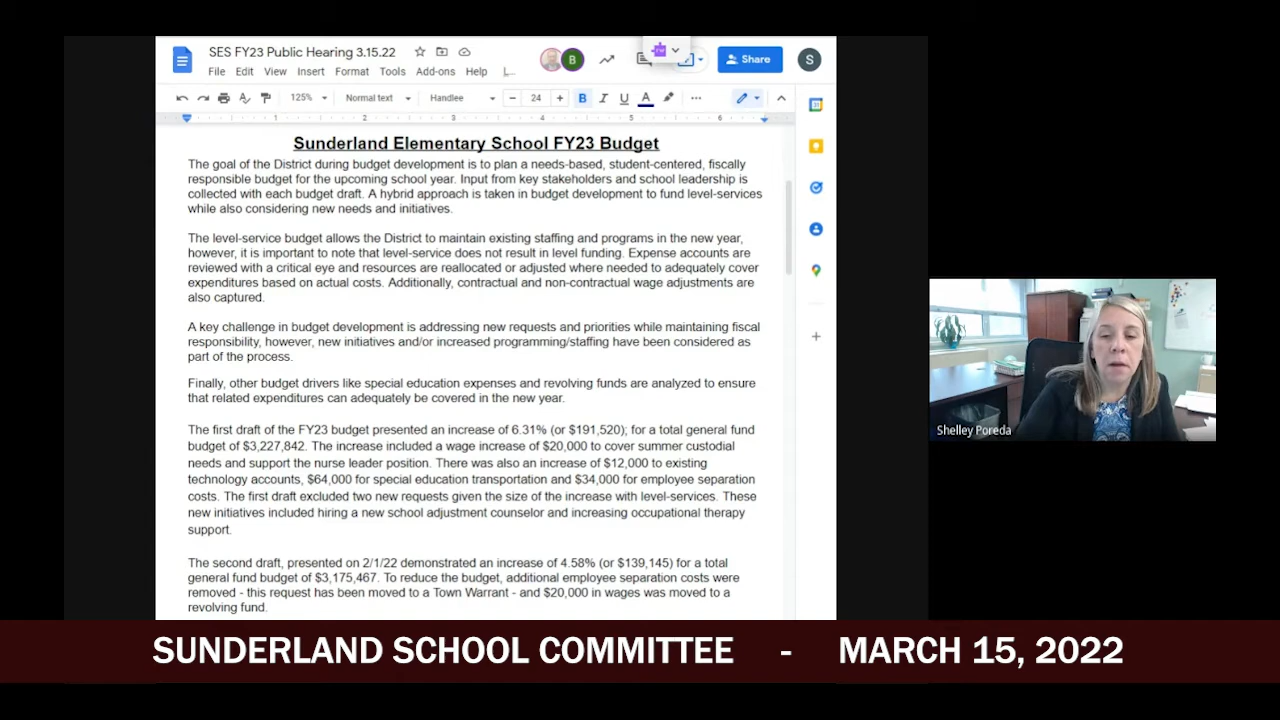 SES FY23 Public Hearing 3.15.22
B
Share
S
File Edit View Insert Format Tools Add-ons Help
125% Normal text Handlee 24 B I U A
1 2 3 4 5 6
Sunderland Elementary School FY23 Budget
The goal of the District during budget development is to plan a needs-based, student-centered, fiscally
responsible budget for the upcoming school year. Input from key stakeholders and school leadership is
collected with each budget draft. A hybrid approach is taken in budget development to fund level-services
while also considering new needs and initiatives.
The level-service budget allows the District to maintain existing staffing and programs in the new year,
however, it is important to note that level-service does not result in level funding. Expense accounts are
reviewed with a critical eye and resources are reallocated or adjusted where needed to adequately cover
expenditures based on actual costs. Additionally, contractual and non-contractual wage adjustments are
also captured.
A key challenge in budget development is addressing new requests and priorities while maintaining fiscal
responsibility, however, new initiatives and/or increased programming/staffing have been considered as
part of the process.
Finally, other budget drivers like special education expenses and revolving funds are analyzed to ensure
that related expenditures can adequately be covered in the new year.
The first draft of the FY23 budget presented an increase of 6.31% (or $191,520); for a total general fund
budget of $3,227,842. The increase included a wage increase of $20,000 to cover summer custodial
needs and support the nurse leader position. There was also an increase of $12,000 to existing
technology accounts, $64,000 for special education transportation and $34,000 for employee separation
costs. The first draft excluded two new requests given the size of the increase with level-services. These
new initiatives included hiring a new school adjustment counselor and increasing occupational therapy
support.
The second draft, presented on 2/1/22 demonstrated an increase of 4.58% (or $139,145) for a total
general fund budget of $3,175,467. To reduce the budget, additional employee separation costs were
removed - this request has been moved to a Town Warrant - and $20,000 in wages was moved to a
revolving fund.
Shelley Poreda
SUNDERLAND SCHOOL COMMITTEE - MARCH 15, 2022